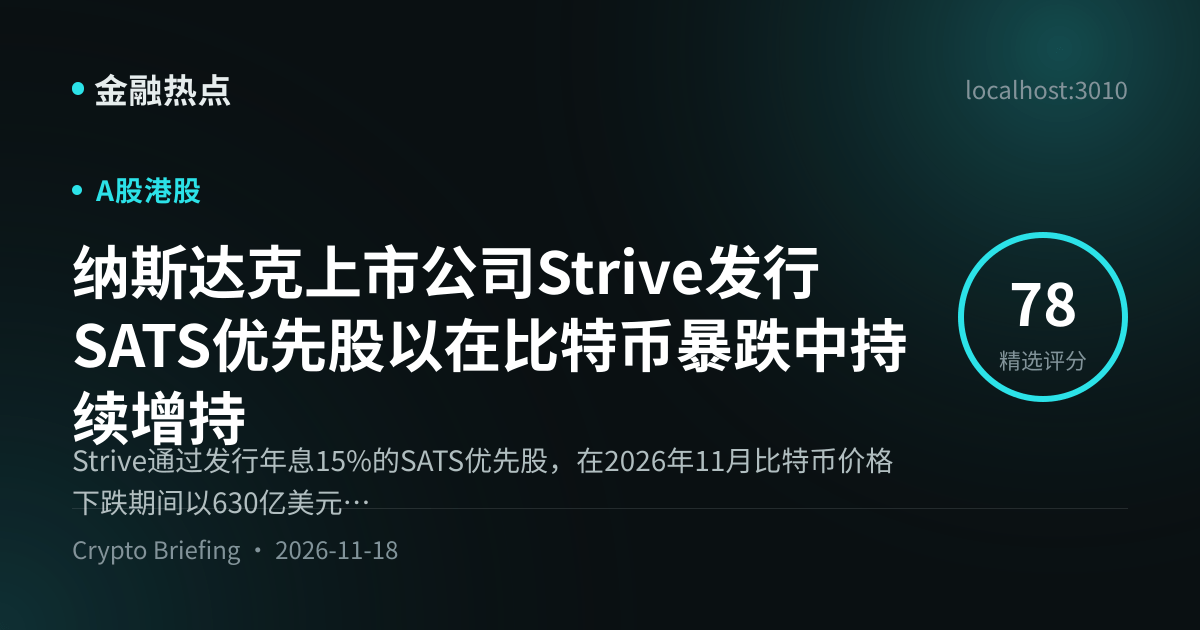 金融热点
localhost:3010
A股港股
纳斯达克上市公司Strive发行
SATS优先股以在比特币暴跌中持
续增持
78
精选评分
Strive通过发行年息15%的SATS优先股，在2026年11月比特币价格
下跌期间以630亿美元…
Crypto Briefing · 2026-11-18